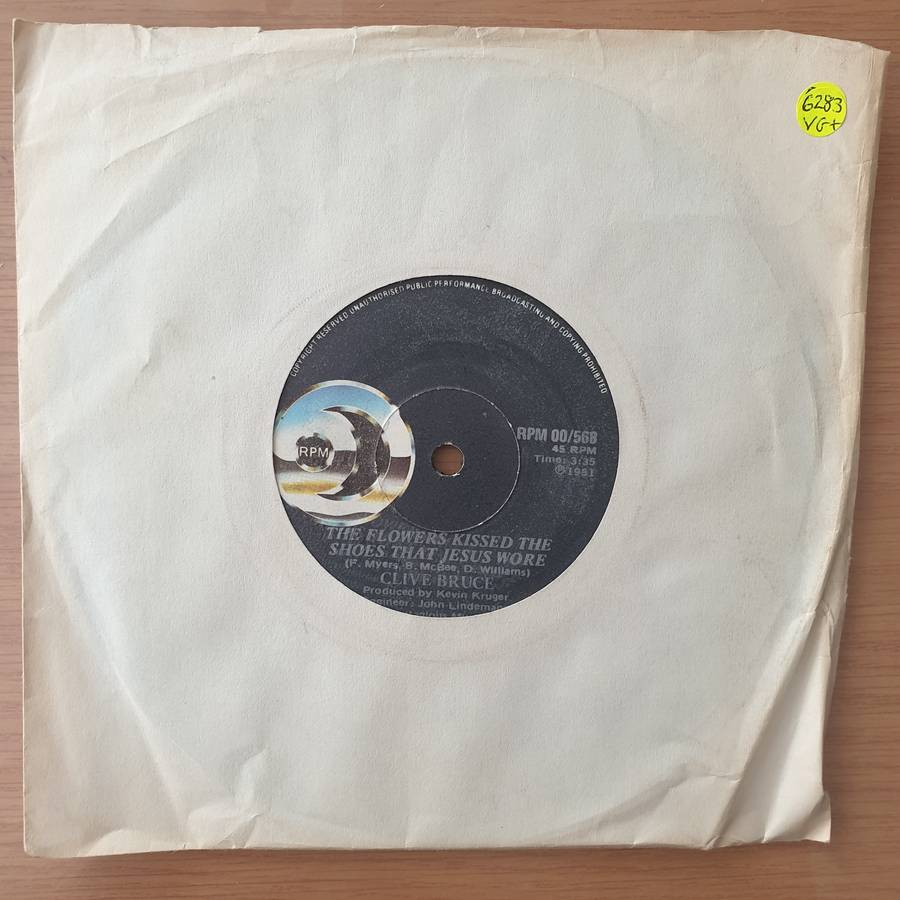 6283
VG+
COPYRIGHT RESERVED UNAUTHORISED PUBLIC PERFORMANCE BROADCASTING AND COPYING PROHIBITED
RPM
RPM 00/568
45 RPM
Time: 3:35
℗1981
THE FLOWERS KISSED THE
SHOES THAT JESUS WORE
(F. Myers, B. McBee, D. Williams)
CLIVE BRUCE
Produced by Kevin Kruger
gineer: John Lindeman